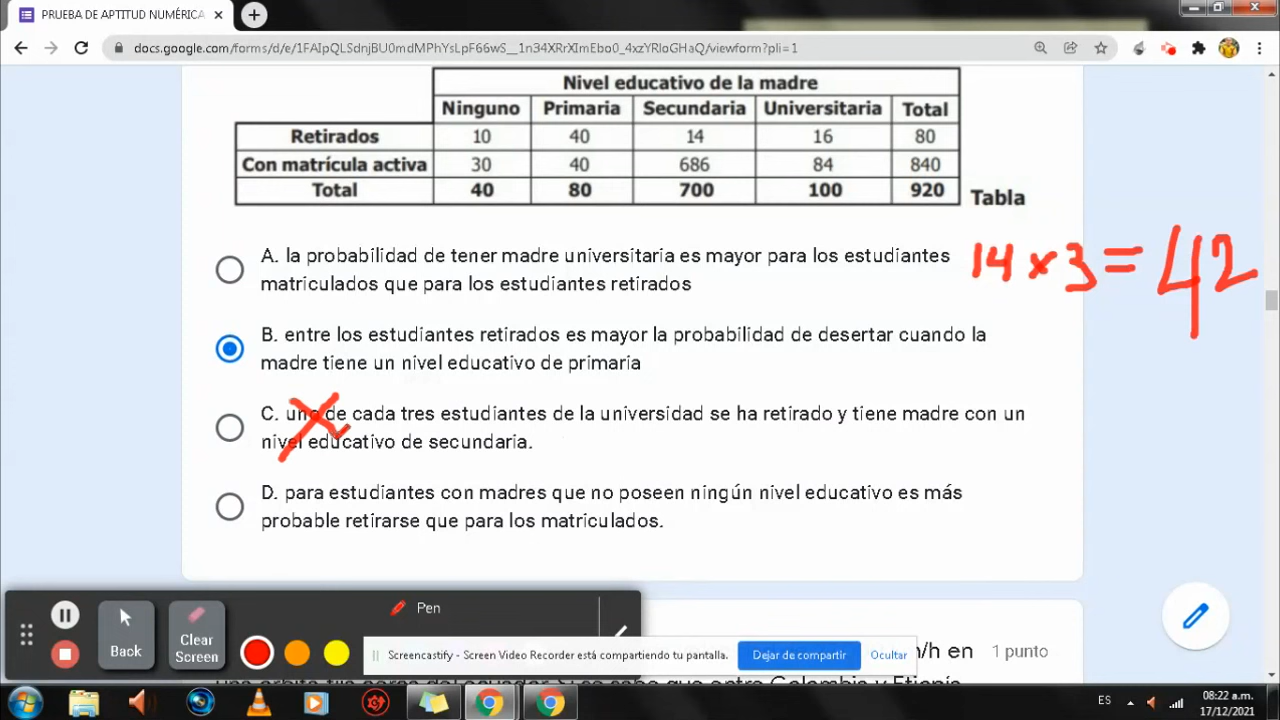 PRUEBA DE APTITUD NUMÉRICA
docs.google.com/forms/d/e/1FAIpQLSdnjBU0mdMPhYsLpF66wS__1n34XRrXImEbo0_4xzYRloGHaQ/viewform?pli=1
Nivel educativo de la madre
Ninguno Primaria Secundaria Universitaria Total
Retirados 10 40 14 16 80
Con matrícula activa 30 40 686 84 840
Total 40 80 700 100 920
Tabla
A. la probabilidad de tener madre universitaria es mayor para los estudiantes
matriculados que para los estudiantes retirados
14 x 3 = 42
B. entre los estudiantes retirados es mayor la probabilidad de desertar cuando la
madre tiene un nivel educativo de primaria
C. uno de cada tres estudiantes de la universidad se ha retirado y tiene madre con un
nivel educativo de secundaria.
D. para estudiantes con madres que no poseen ningún nivel educativo es más
probable retirarse que para los matriculados.
Pen
Back
Clear
Screen
Screencastify - Screen Video Recorder está compartiendo tu pantalla.
Dejar de compartir
Ocultar
m/h en 1 punto
ES
08:22 a.m.
17/12/2021